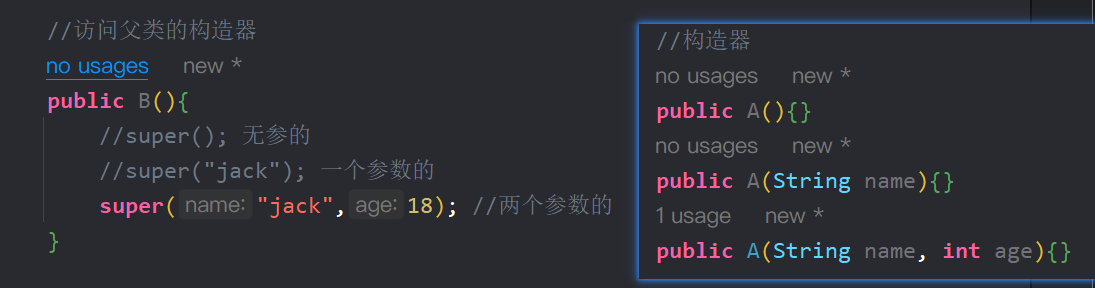 //访问父类的构造器
no usages new *
public B(){
//super(); 无参的
//super("jack"); 一个参数的
super( name: "jack", age: 18); //两个参数的
}
//构造器
no usages new *
public A(){}
no usages new *
public A(String name){}
1 usage new *
public A(String name, int age){}